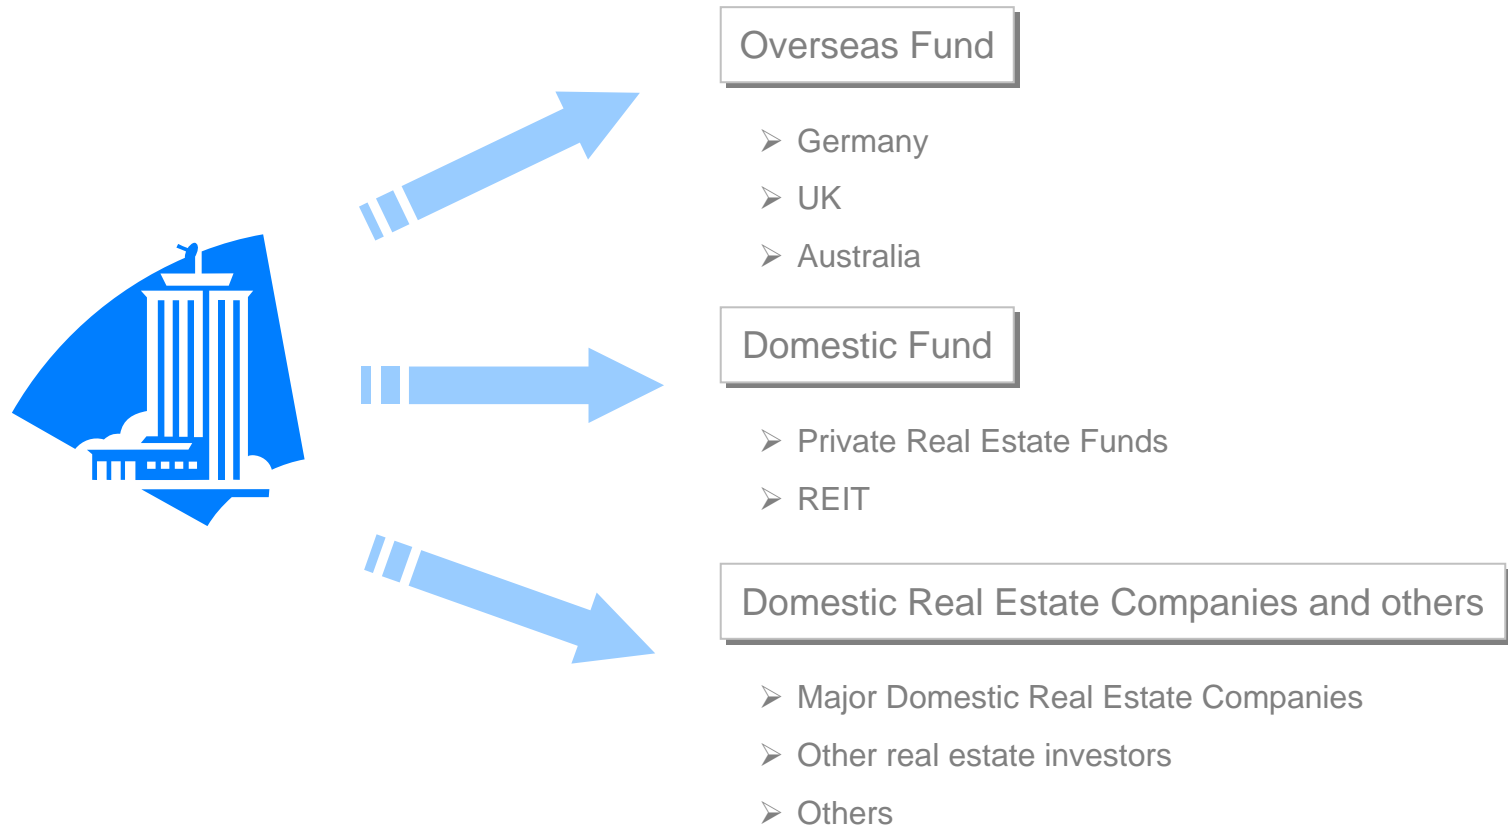 Overseas Fund
Germany
UK
Australia
Domestic Fund
Private Real Estate Funds
REIT
Domestic Real Estate Companies and others
Major Domestic Real Estate Companies
Other real estate investors
Others